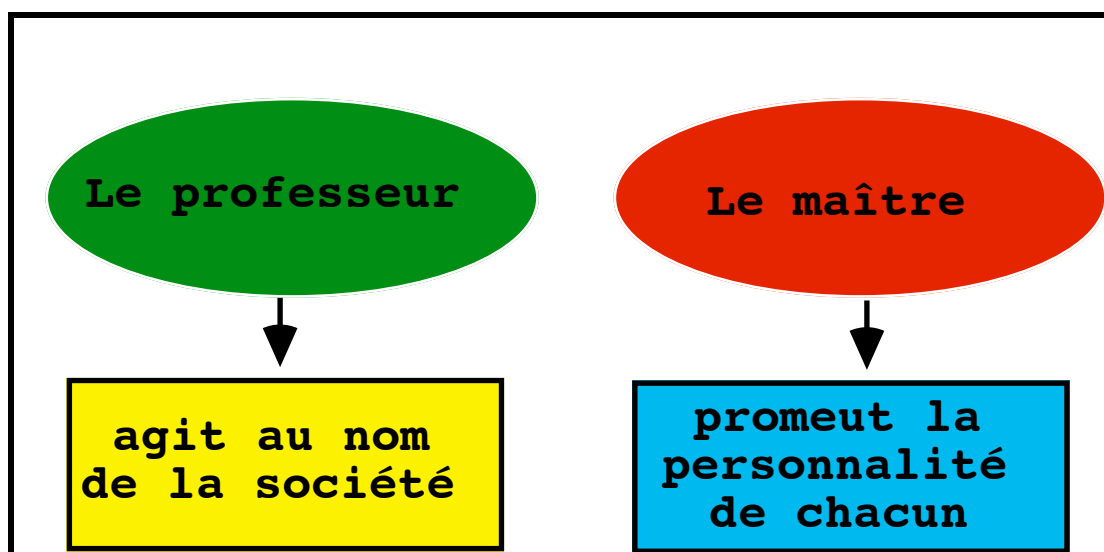 Le professeur
Le maître
agit au nom
de la société
promeut la
personnalité
de chacun